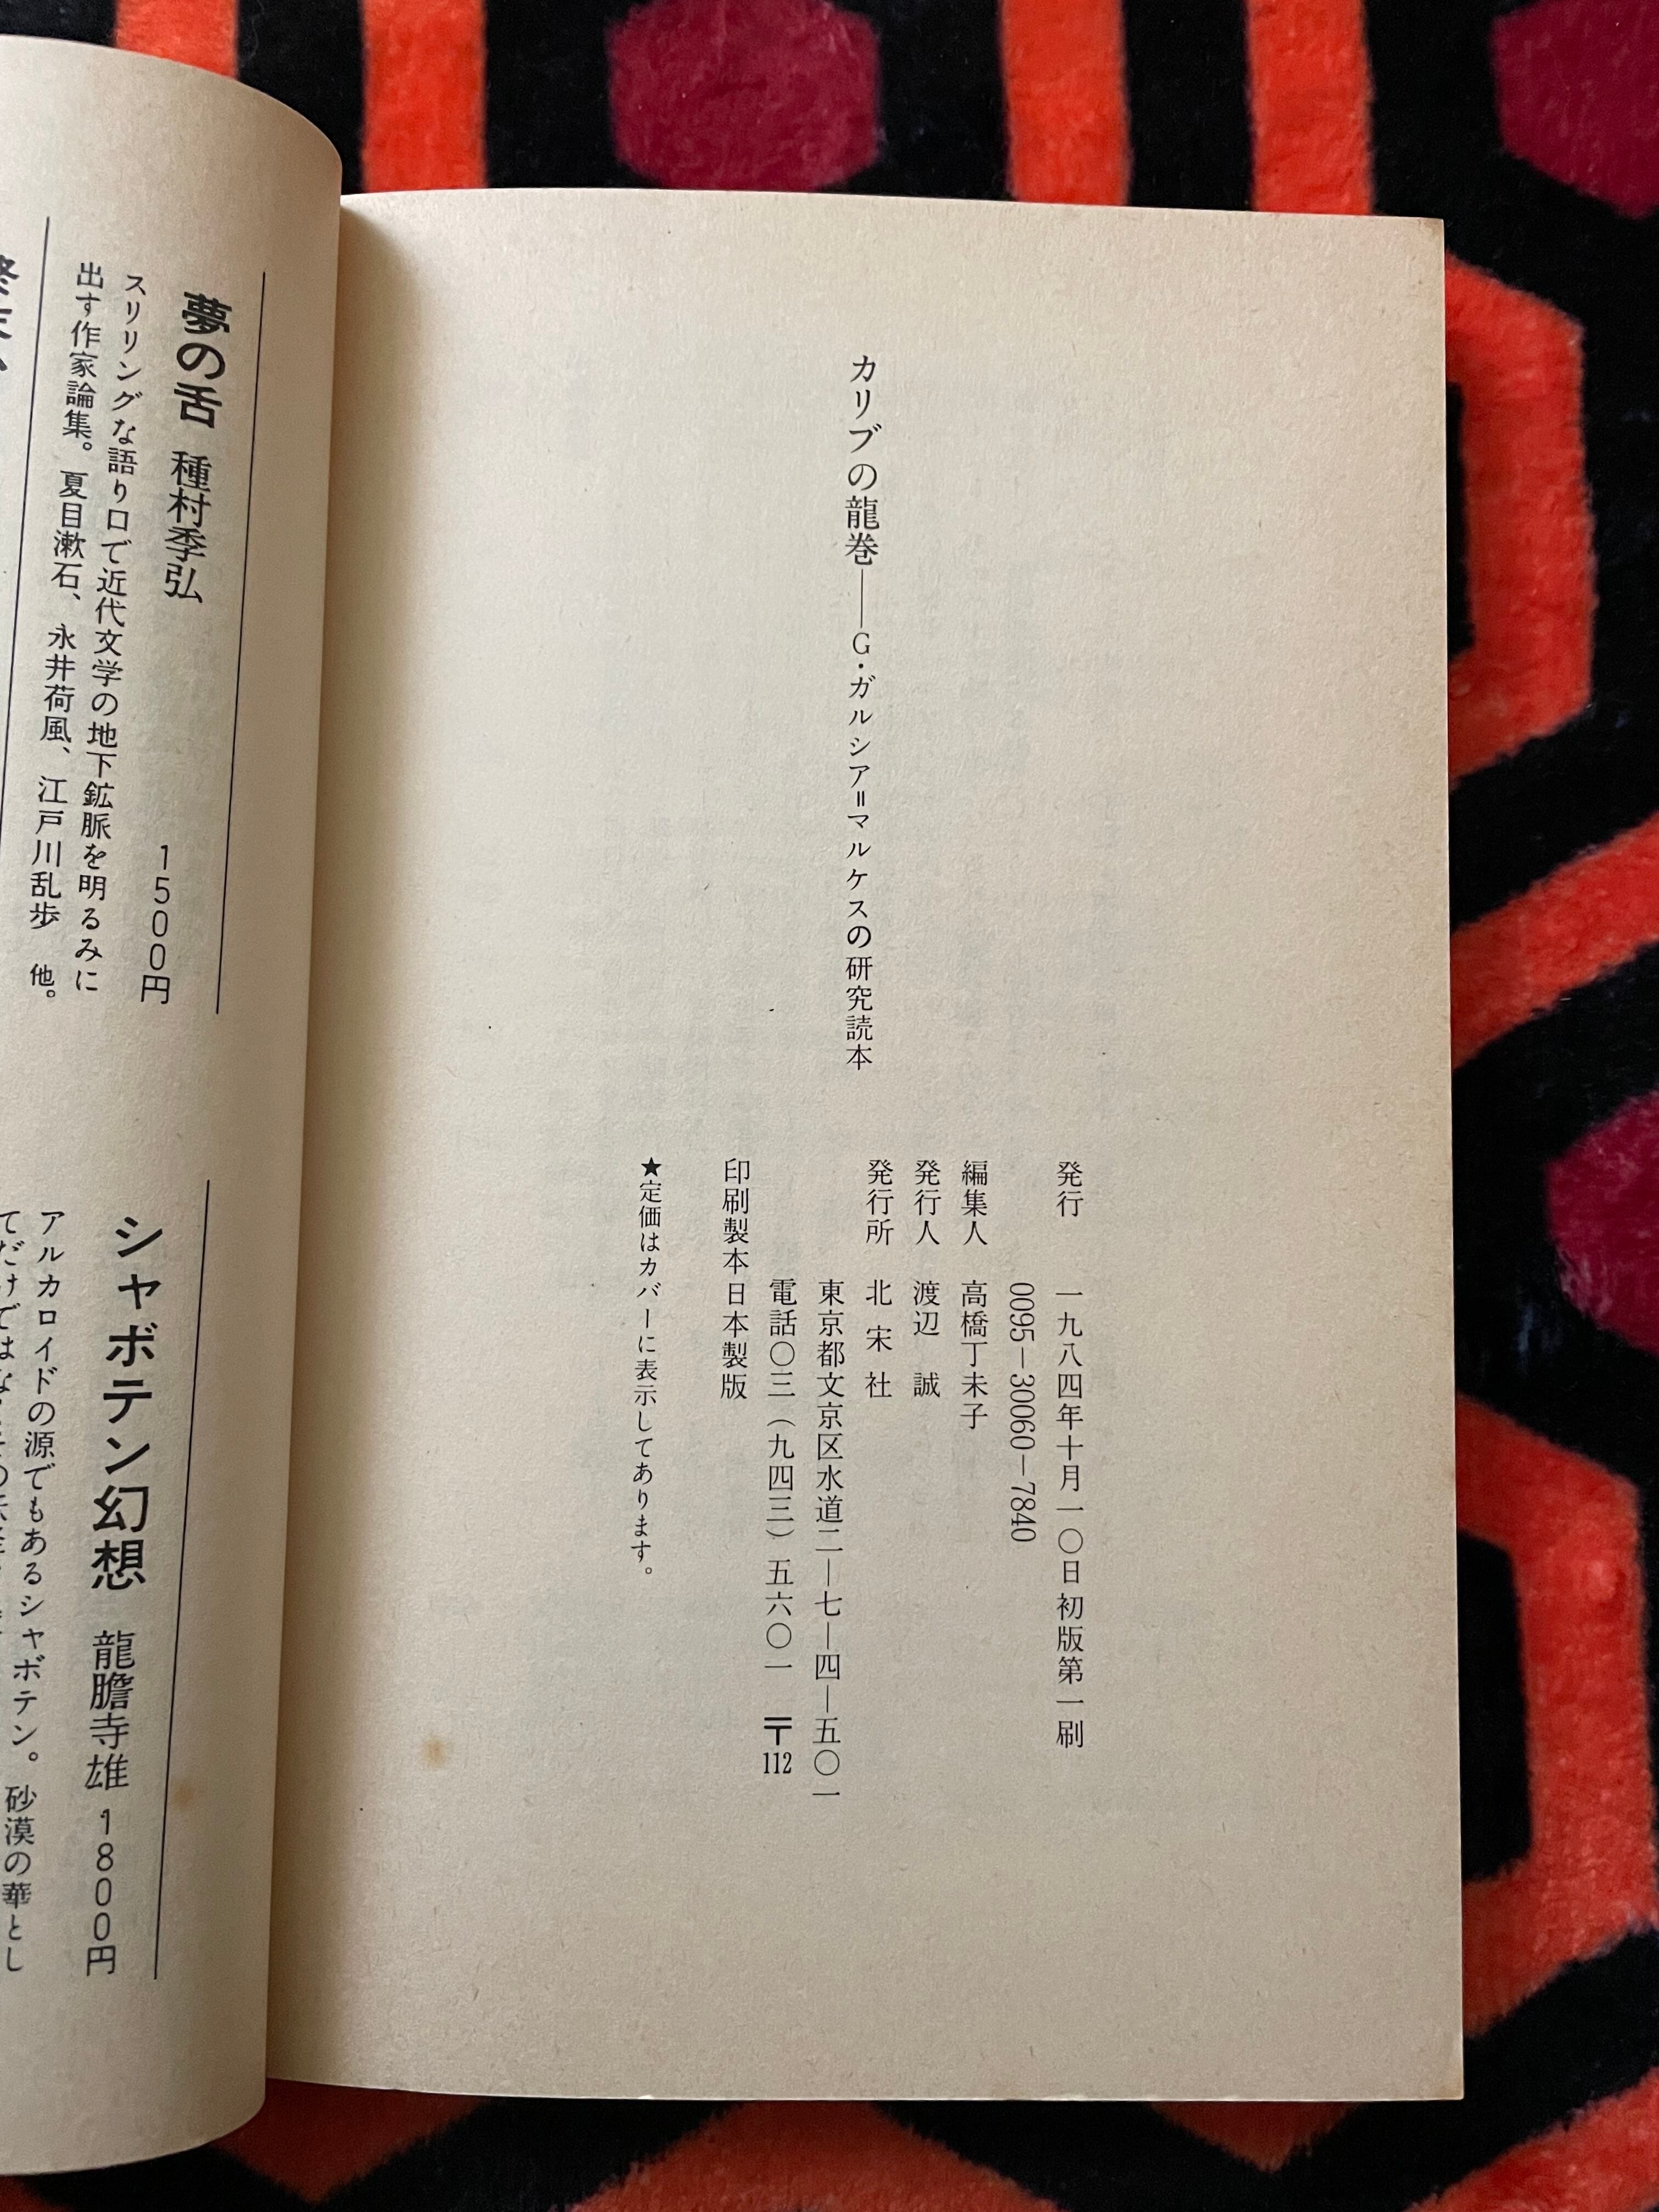 カリブの龍巻――G・ガルシア=マルケスの研究読本
発行　一九八四年十月一〇日 初版第一刷
0095－30060－7840
編集人　高橋丁未子
発行人　渡辺　誠
発行所　北宋社
東京都文京区水道二―七―四―五〇一
電話〇三（九四三）五六〇一　〒112
印刷製本 日本製版
★定価はカバーに表示してあります。
夢の舌　種村季弘
1500円
スリリングな語り口で近代文学の地下鉱脈を明るみに
出す作家論集。夏目漱石、永井荷風、江戸川乱歩　他。
シャボテン幻想　龍膽寺雄
1800円
アルカロイドの源でもあるシャボテン。砂漠の華とし